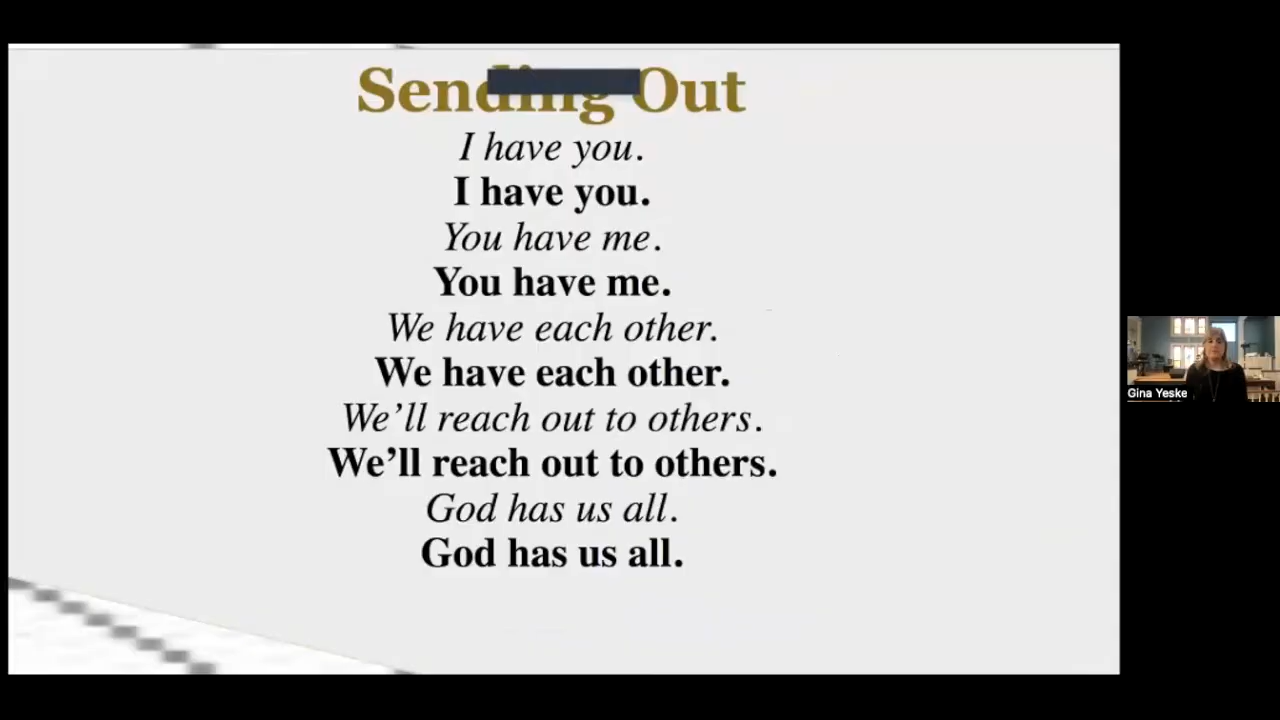 Sending Out
I have you.
I have you.
You have me.
You have me.
We have each other.
We have each other.
We’ll reach out to others.
We’ll reach out to others.
God has us all.
God has us all.
Gina Yeske